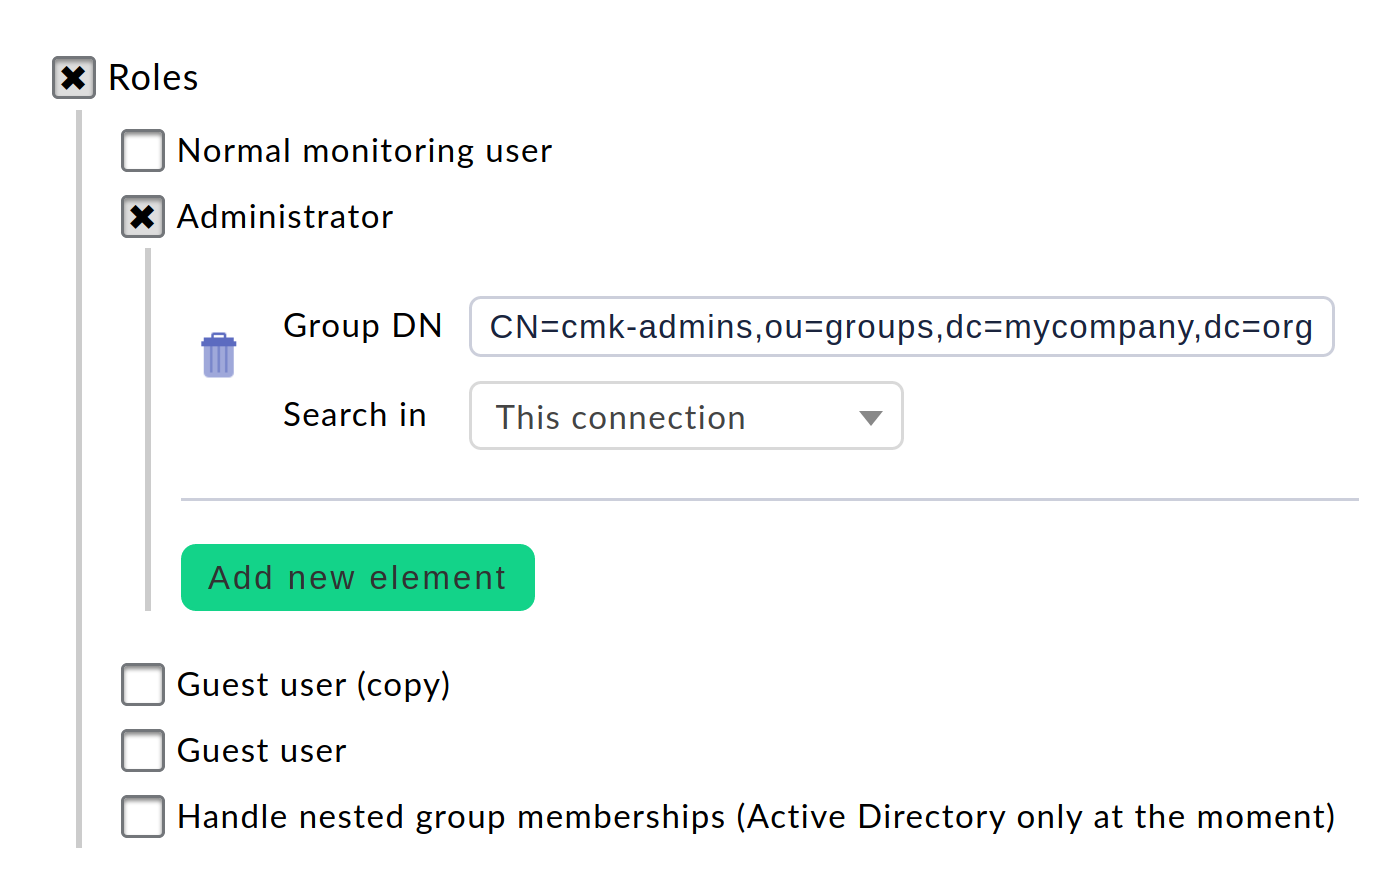 Roles
Normal monitoring user
Administrator
Group DN CN=cmk-admins,ou=groups,dc=mycompany,dc=org
Search in This connection
Add new element
Guest user (copy)
Guest user
Handle nested group memberships (Active Directory only at the moment)